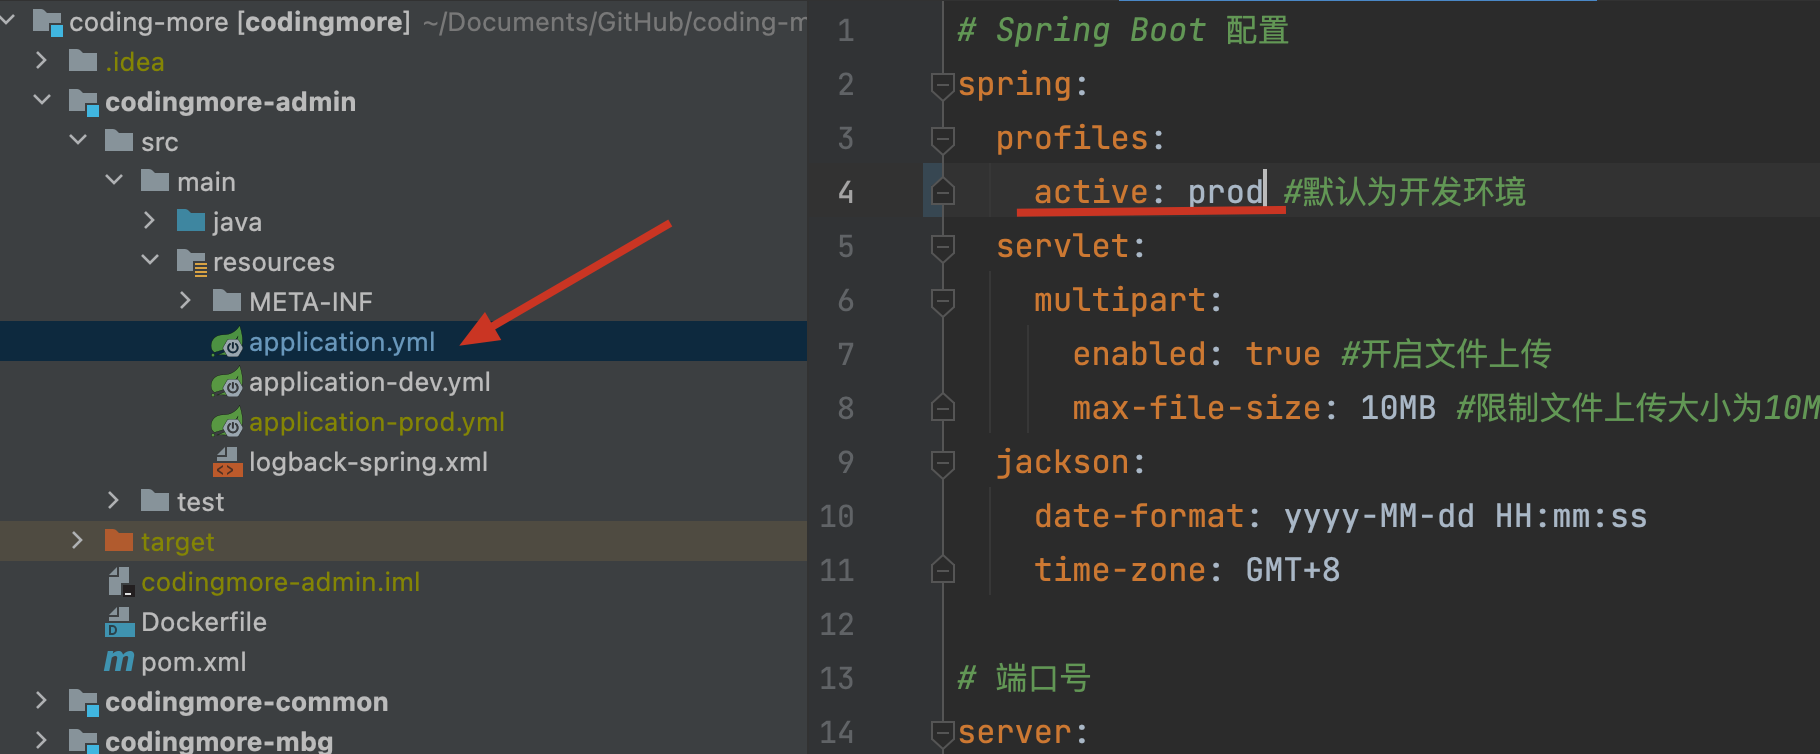 coding-more [codingmore] ~/Documents/GitHub/coding-m
.idea
codingmore-admin
src
main
java
resources
META-INF
application.yml
application-dev.yml
application-prod.yml
logback-spring.xml
test
target
codingmore-admin.iml
Dockerfile
pom.xml
codingmore-common
codingmore-mbg
1 # Spring Boot 配置
2 spring:
3 profiles:
4 active: prod #默认为开发环境
5 servlet:
6 multipart:
7 enabled: true #开启文件上传
8 max-file-size: 10MB #限制文件上传大小为10M
9 jackson:
10 date-format: yyyy-MM-dd HH:mm:ss
11 time-zone: GMT+8
12
13 # 端口号
14 server: